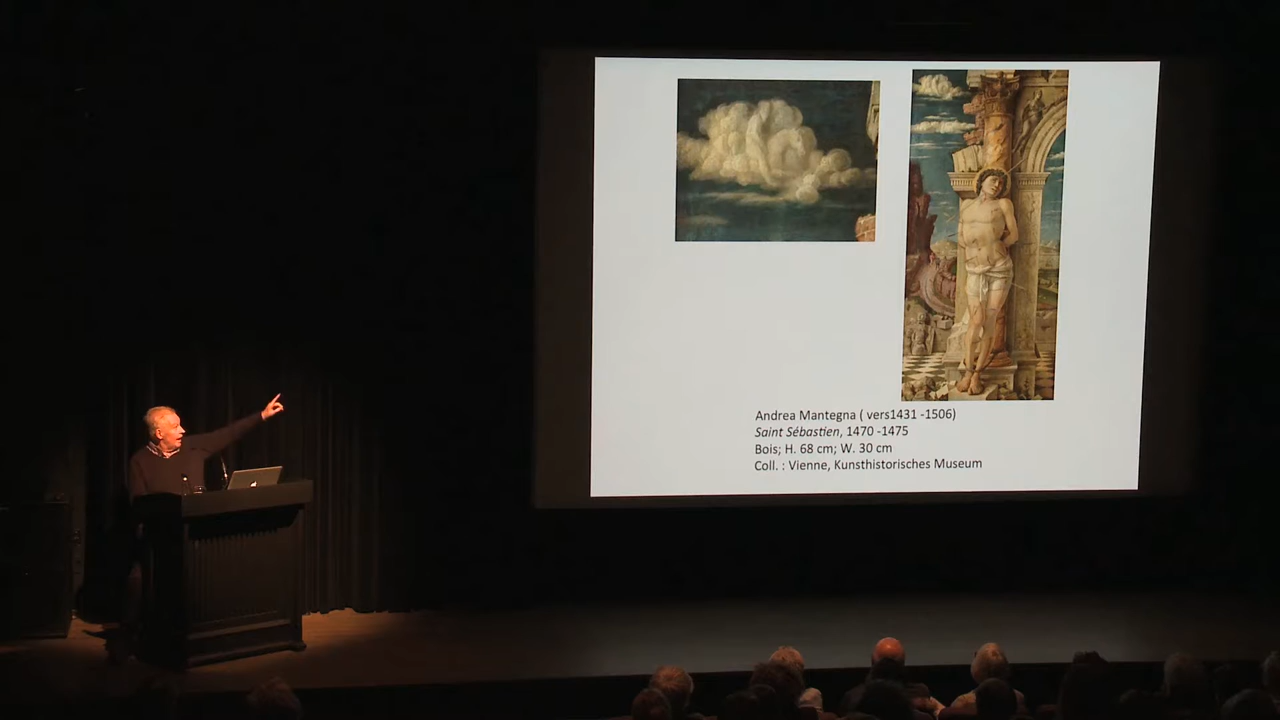 Andrea Mantegna ( vers1431 -1506)
Saint Sébastien, 1470 -1475
Bois; H. 68 cm; W. 30 cm
Coll. : Vienne, Kunsthistorisches Museum